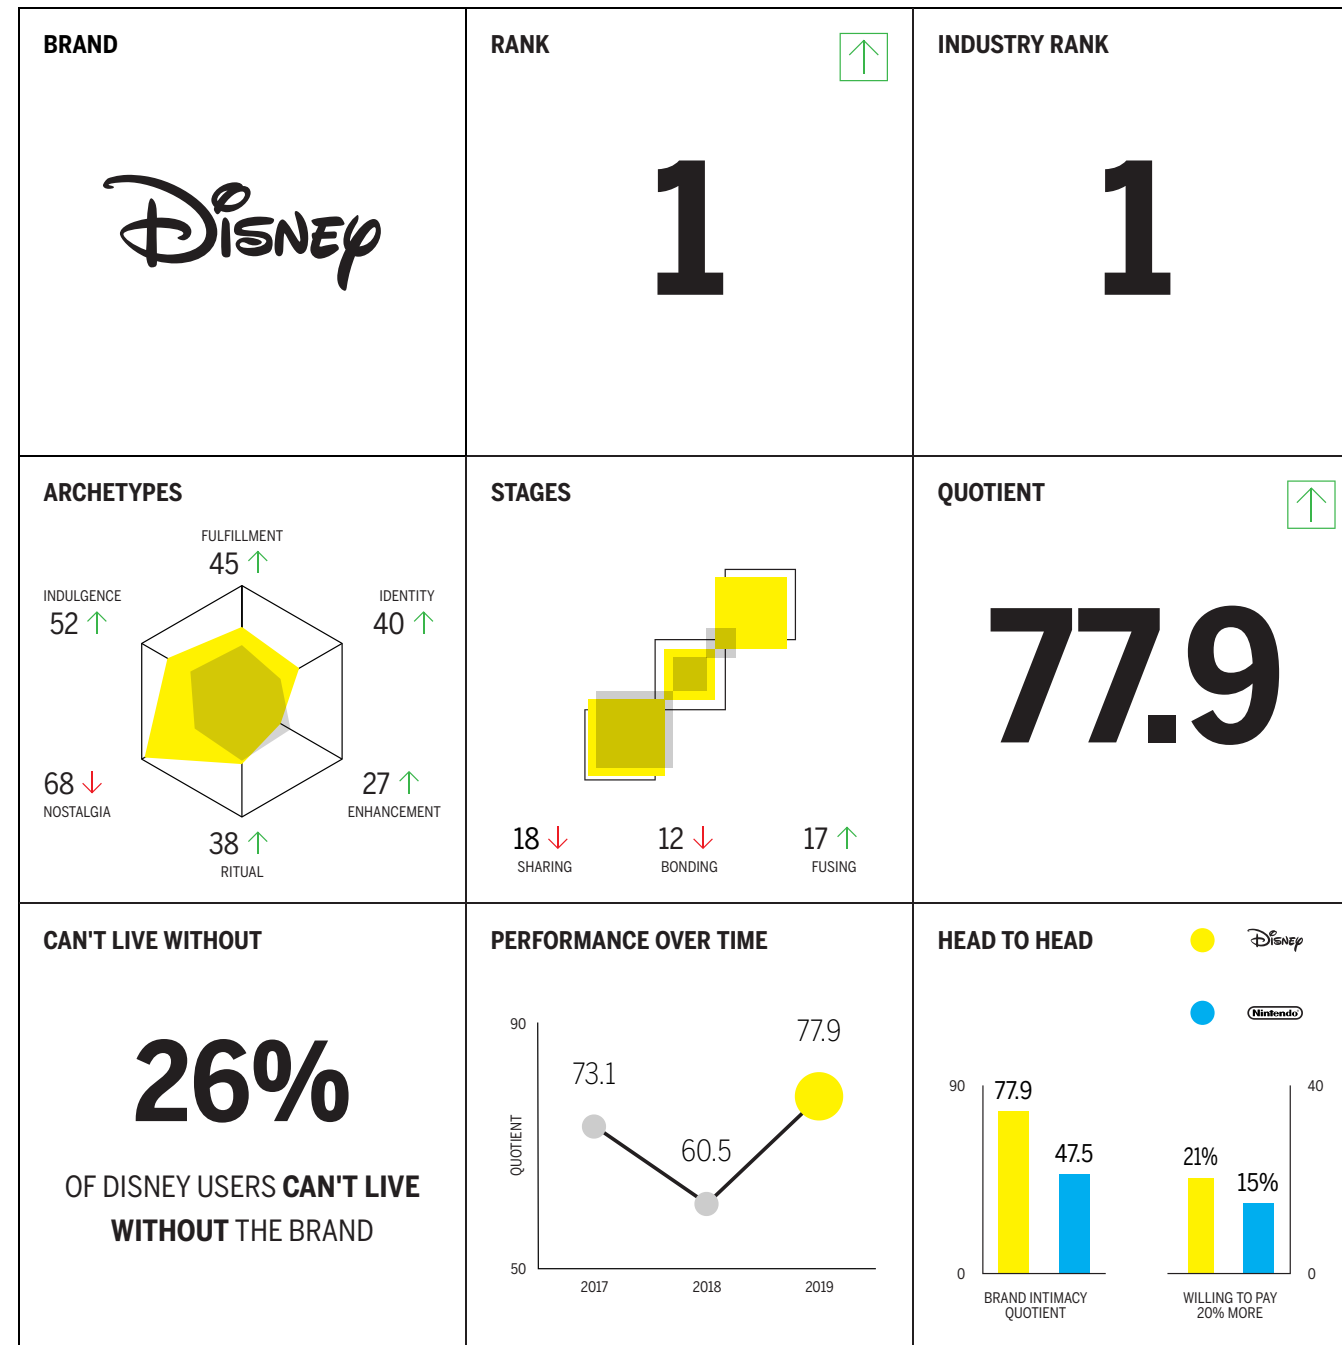 BRAND
Disney
RANK
1
INDUSTRY RANK
1
ARCHETYPES
FULFILLMENT
45
INDULGENCE
52
IDENTITY
40
68
NOSTALGIA
27
ENHANCEMENT
38
RITUAL
STAGES
18
SHARING
12
BONDING
17
FUSING
QUOTIENT
77.9
CAN'T LIVE WITHOUT
26%
OF DISNEY USERS CAN'T LIVE
WITHOUT THE BRAND
PERFORMANCE OVER TIME
90
QUOTIENT
50
73.1
60.5
77.9
2017
2018
2019
HEAD TO HEAD
Disney
Nintendo
90
0
77.9
47.5
BRAND INTIMACY
QUOTIENT
21%
15%
40
0
WILLING TO PAY
20% MORE